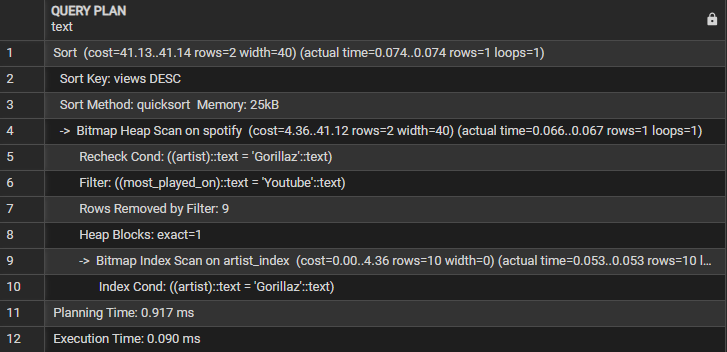 QUERY PLAN
text
1 Sort (cost=41.13..41.14 rows=2 width=40) (actual time=0.074..0.074 rows=1 loops=1)
2 Sort Key: views DESC
3 Sort Method: quicksort Memory: 25kB
4 -> Bitmap Heap Scan on spotify (cost=4.36..41.12 rows=2 width=40) (actual time=0.066..0.067 rows=1 loops=1)
5 Recheck Cond: ((artist)::text = 'Gorillaz'::text)
6 Filter: ((most_played_on)::text = 'Youtube'::text)
7 Rows Removed by Filter: 9
8 Heap Blocks: exact=1
9 -> Bitmap Index Scan on artist_index (cost=0.00..4.36 rows=10 width=0) (actual time=0.053..0.053 rows=10 l...
10 Index Cond: ((artist)::text = 'Gorillaz'::text)
11 Planning Time: 0.917 ms
12 Execution Time: 0.090 ms